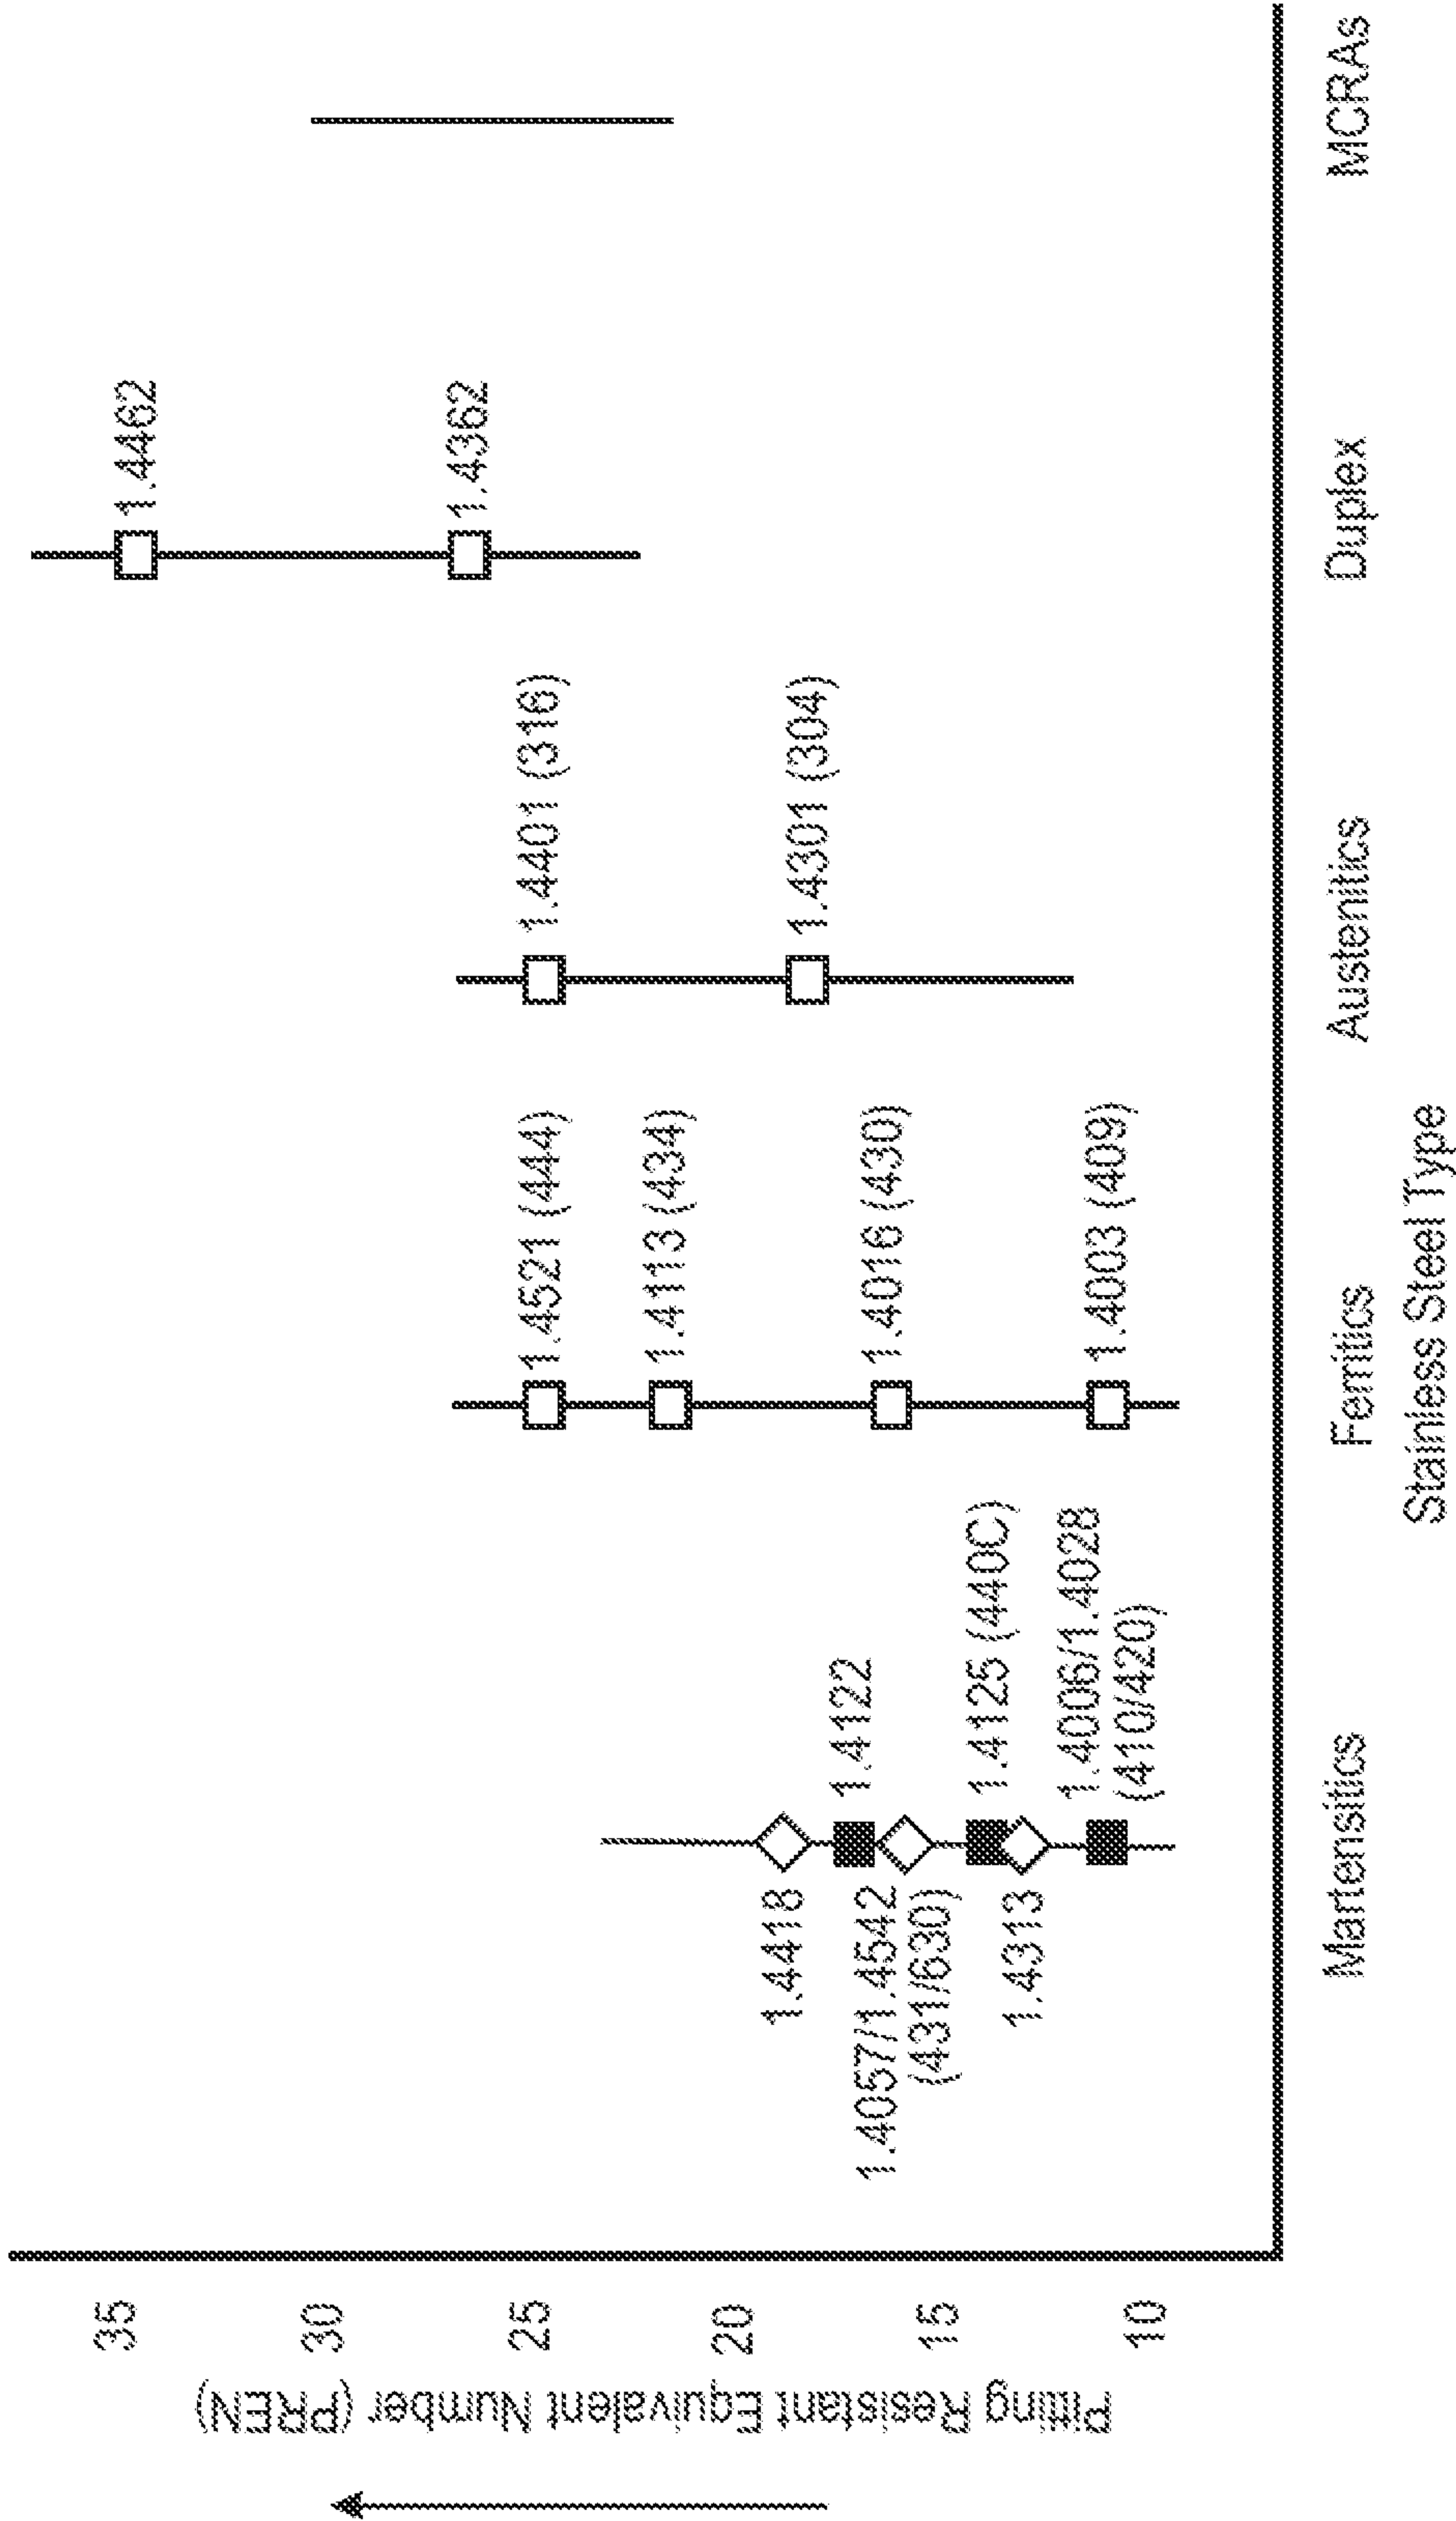 Pitting Resistant Equivalent Number (PREN)
35
30
25
20
15
10
1.4418
1.4122
1.4057/1.4542
(431/630)
1.4125 (440C)
1.4313
1.4006/1.4028
(410/420)
1.4521 (444)
1.4113 (434)
1.4016 (430)
1.4003 (409)
1.4401 (316)
1.4301 (304)
1.4462
1.4362
Martensitics
Ferritics
Austenitics
Duplex
MCRAs
Stainless Steel Type